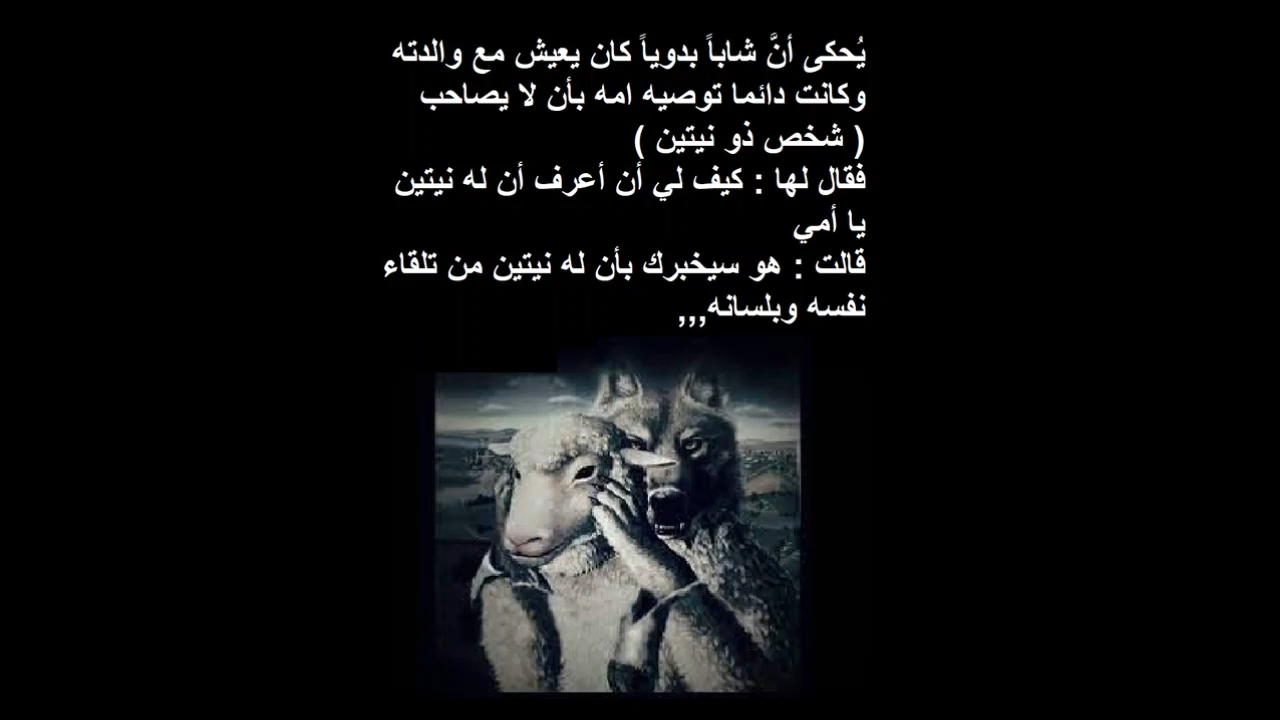 يُحكى أنَّ شاباً بدوياً كان يعيش مع والدته
وكانت دائما توصيه امه بأن لا يصاحب
( شخص ذو نيتين )
فقال لها : كيف لي أن أعرف أن له نيتين
يا أمي
قالت : هو سيخبرك بأن له نيتين من تلقاء
نفسه وبلسانه,,,